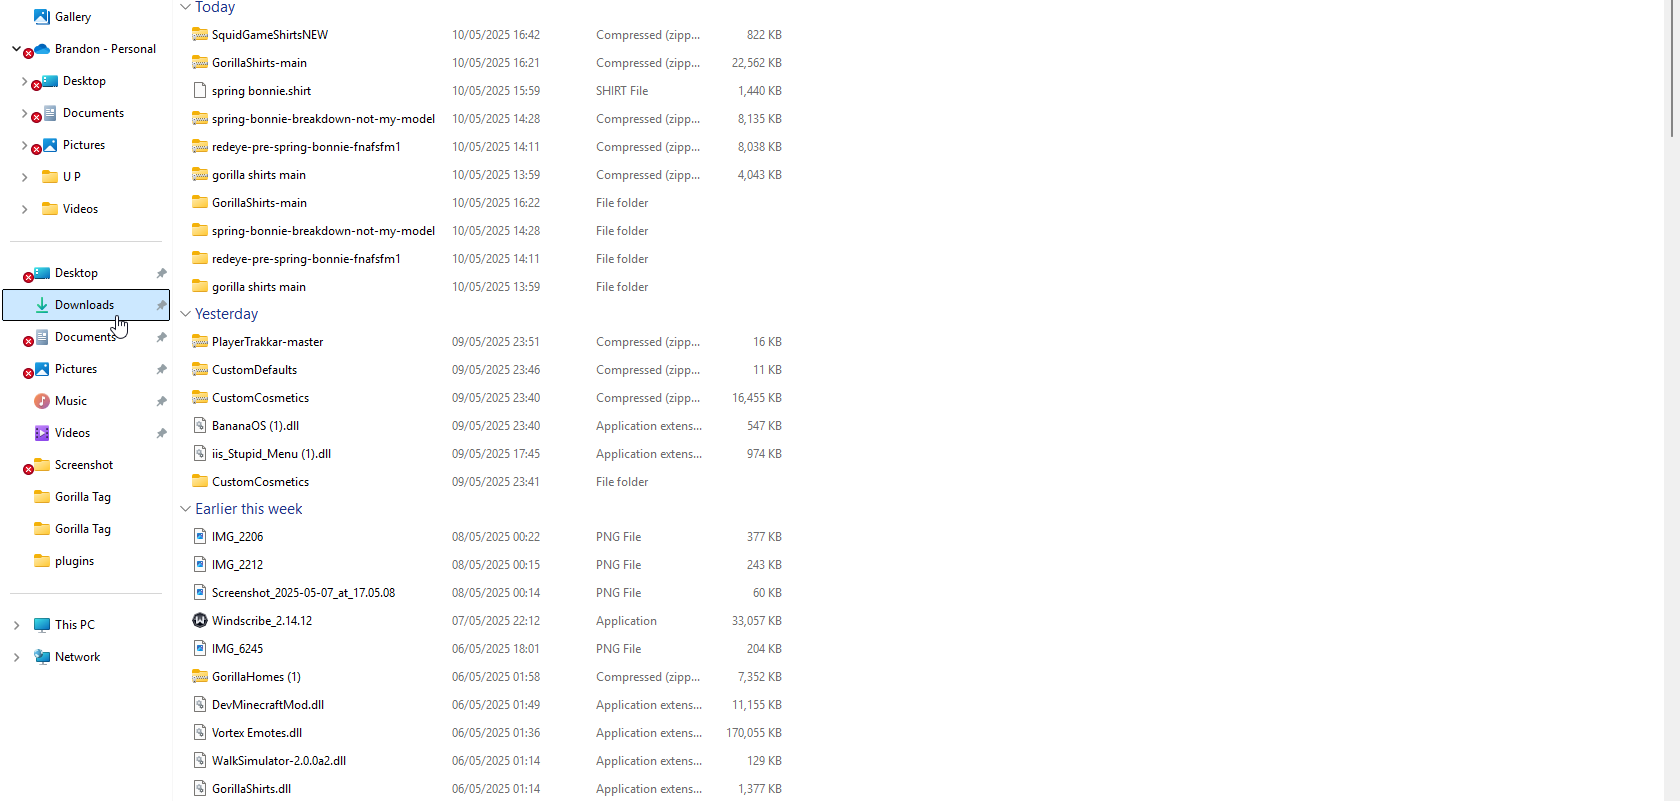 Gallery
Brandon - Personal
Desktop
Documents
Pictures
U P
Videos
Desktop
Downloads
Documents
Pictures
Music
Videos
Screenshot
Gorilla Tag
Gorilla Tag
plugins
This PC
Network
Today
SquidGameShirtsNEW 10/05/2025 16:42 Compressed (zipp... 822 KB
GorillaShirts-main 10/05/2025 16:21 Compressed (zipp... 22,562 KB
spring bonnie.shirt 10/05/2025 15:59 SHIRT File 1,440 KB
spring-bonnie-breakdown-not-my-model 10/05/2025 14:28 Compressed (zipp... 8,135 KB
redeye-pre-spring-bonnie-fnafsfm1 10/05/2025 14:11 Compressed (zipp... 8,038 KB
gorilla shirts main 10/05/2025 13:59 Compressed (zipp... 4,043 KB
GorillaShirts-main 10/05/2025 16:22 File folder
spring-bonnie-breakdown-not-my-model 10/05/2025 14:28 File folder
redeye-pre-spring-bonnie-fnafsfm1 10/05/2025 14:11 File folder
gorilla shirts main 10/05/2025 13:59 File folder
Yesterday
PlayerTrakkar-master 09/05/2025 23:51 Compressed (zipp... 16 KB
CustomDefaults 09/05/2025 23:46 Compressed (zipp... 11 KB
CustomCosmetics 09/05/2025 23:40 Compressed (zipp... 16,455 KB
BananaOS (1).dll 09/05/2025 23:40 Application extens... 547 KB
iis_Stupid_Menu (1).dll 09/05/2025 17:45 Application extens... 974 KB
CustomCosmetics 09/05/2025 23:41 File folder
Earlier this week
IMG_2206 08/05/2025 00:22 PNG File 377 KB
IMG_2212 08/05/2025 00:15 PNG File 243 KB
Screenshot_2025-05-07_at_17.05.08 08/05/2025 00:14 PNG File 60 KB
Windscribe_2.14.12 07/05/2025 22:12 Application 33,057 KB
IMG_6245 06/05/2025 18:01 PNG File 204 KB
GorillaHomes (1) 06/05/2025 01:58 Compressed (zipp... 7,352 KB
DevMinecraftMod.dll 06/05/2025 01:49 Application extens... 11,155 KB
Vortex Emotes.dll 06/05/2025 01:36 Application extens... 170,055 KB
WalkSimulator-2.0.0a2.dll 06/05/2025 01:14 Application extens... 129 KB
GorillaShirts.dll 06/05/2025 01:14 Application extens... 1,377 KB